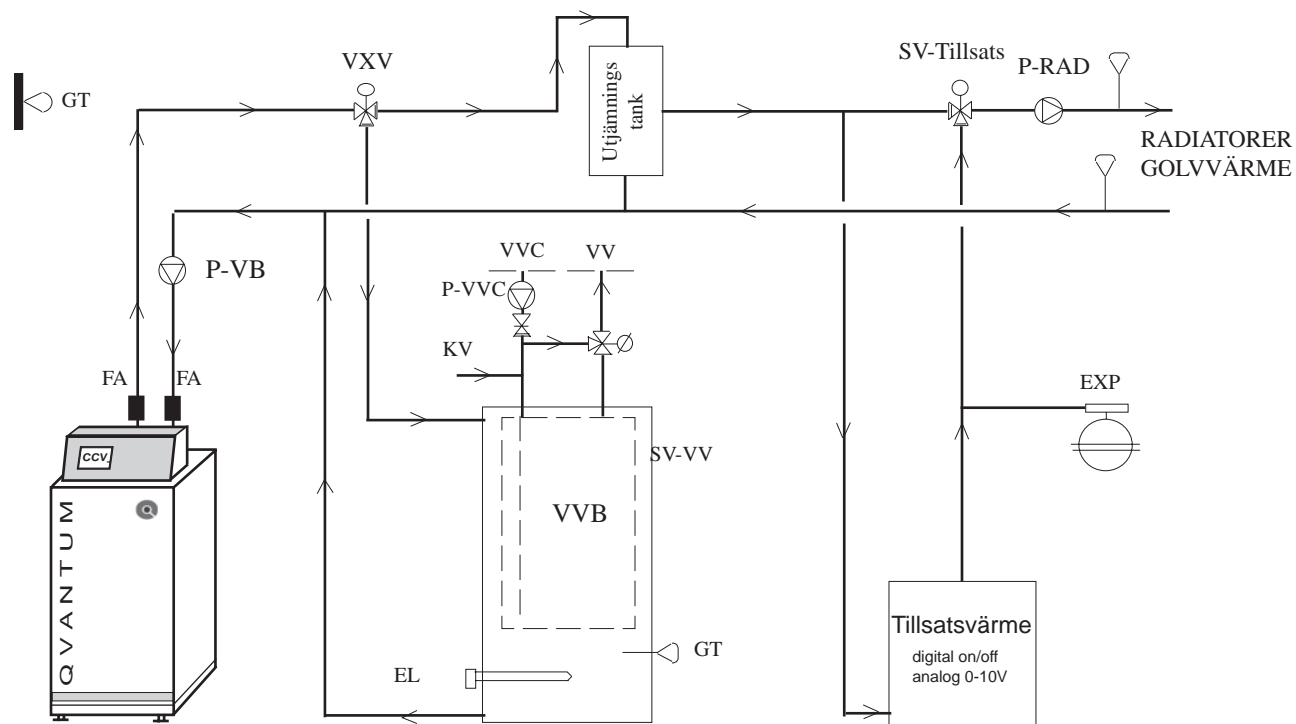 VXV
SV-Tillsats
P-RAD
GT
Utjämnings
tank
RADIATORER
GOLVVÄRME
VVC
VV
P-VB
P-VVC
KV
FA
FA
EXP
CCV
SV-VV
VVB
QVANTUM
Tillsatsvärme
digital on/off
analog 0-10V
GT
EL